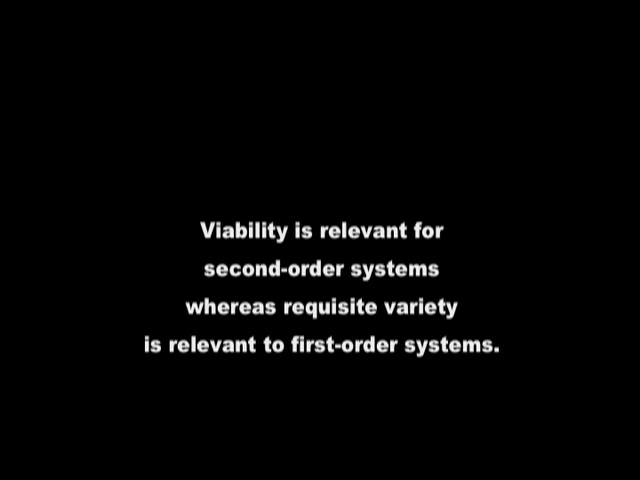 Viability is relevant for
second-order systems
whereas requisite variety
is relevant to first-order systems.